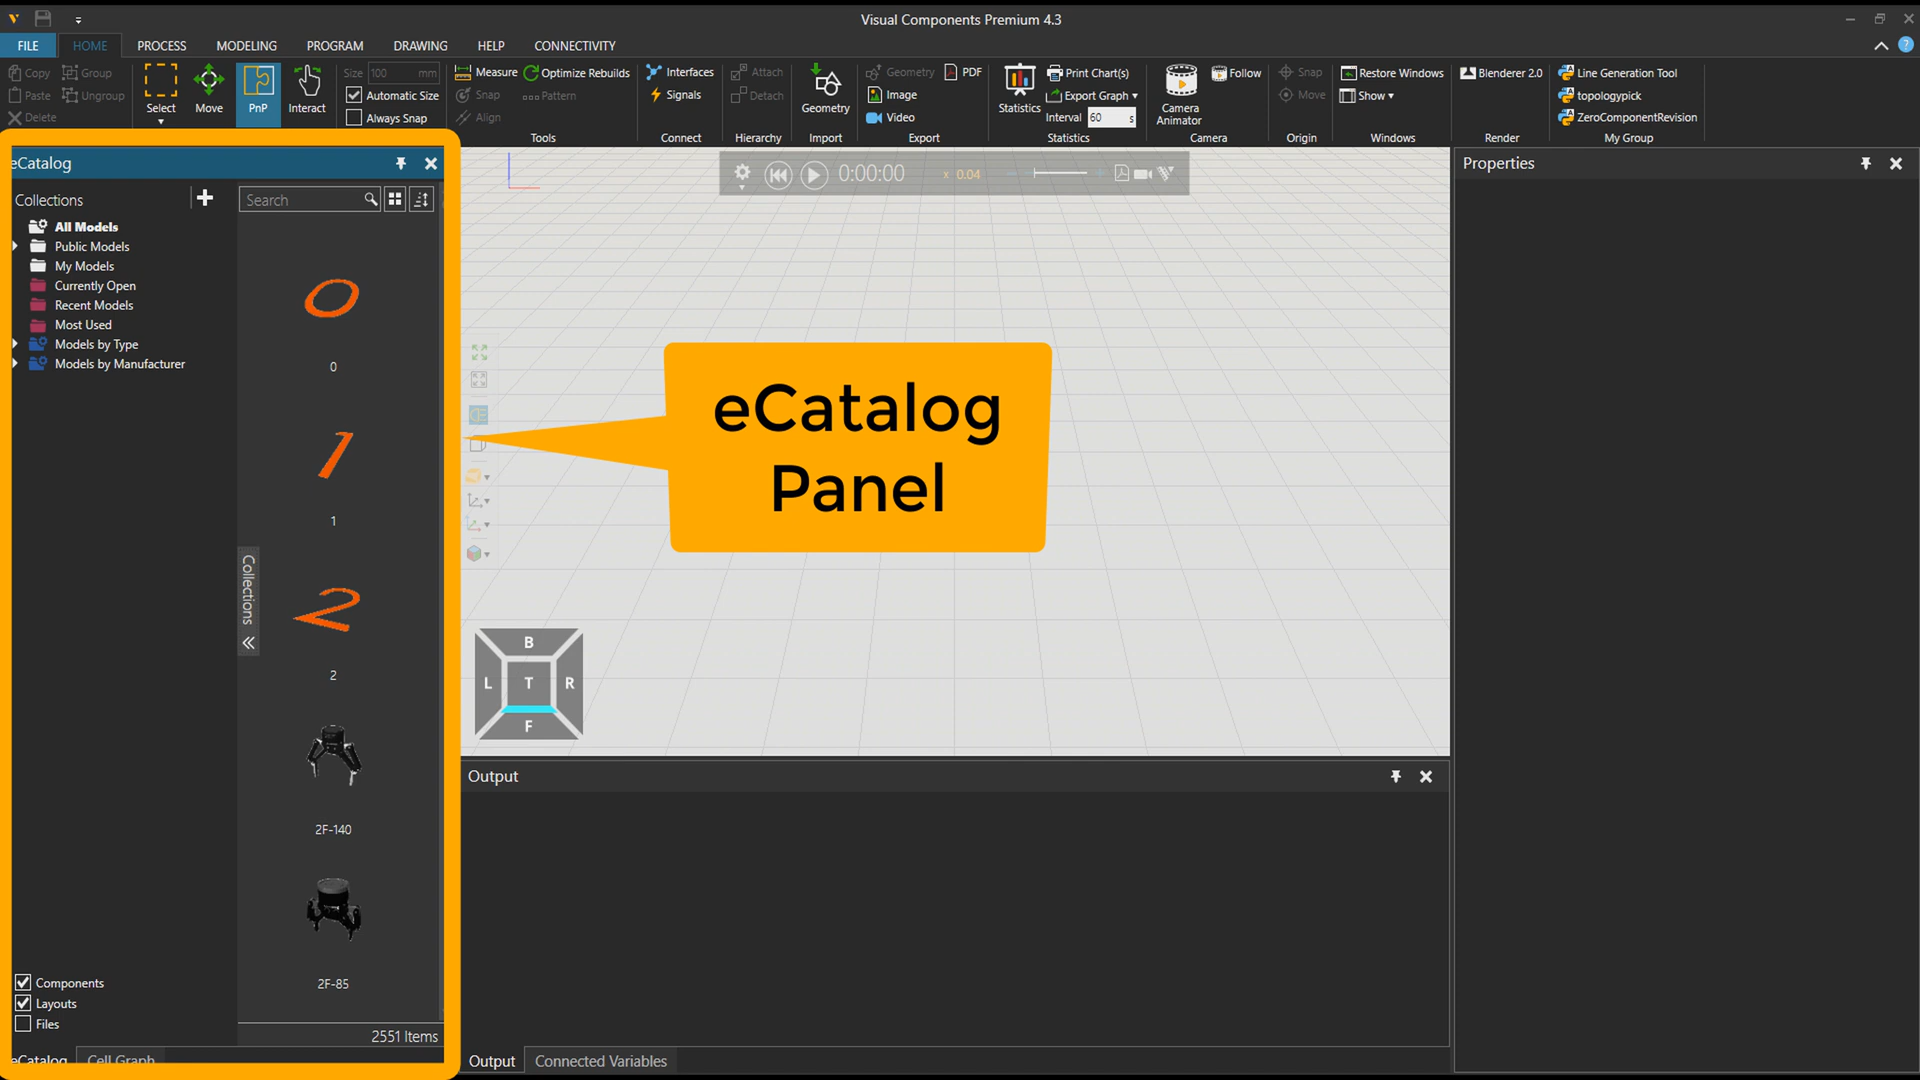 Visual Components Premium 4.3
FILE HOME PROCESS MODELING PROGRAM DRAWING HELP CONNECTIVITY
Copy Group
Paste Ungroup
Delete
Select Move PnP Interact
Size 100 mm
Automatic Size
Always Snap
Measure Optimize Rebuilds
Snap Pattern
Align
Tools
Interfaces
Signals
Connect
Attach
Detach
Hierarchy
Geometry
Import
Geometry PDF
Image
Video
Export
Statistics
Print Chart(s)
Export Graph
Interval 60 s
Statistics
Camera
Animator
Follow
Camera
Snap
Move
Origin
Restore Windows
Show
Windows
Blenderer 2.0
Render
Line Generation Tool
topologypick
ZeroComponentRevision
My Group
eCatalog
Collections
All Models
Public Models
My Models
Currently Open
Recent Models
Most Used
Models by Type
Models by Manufacturer
Components
Layouts
Files
Search
0
0
1
1
2
2
2F-140
2F-85
Collections
2551 Items
eCatalog Cell Graph
0:00:00 x 0.04
eCatalog
Panel
B
L T R
F
Output
Output Connected Variables
Properties